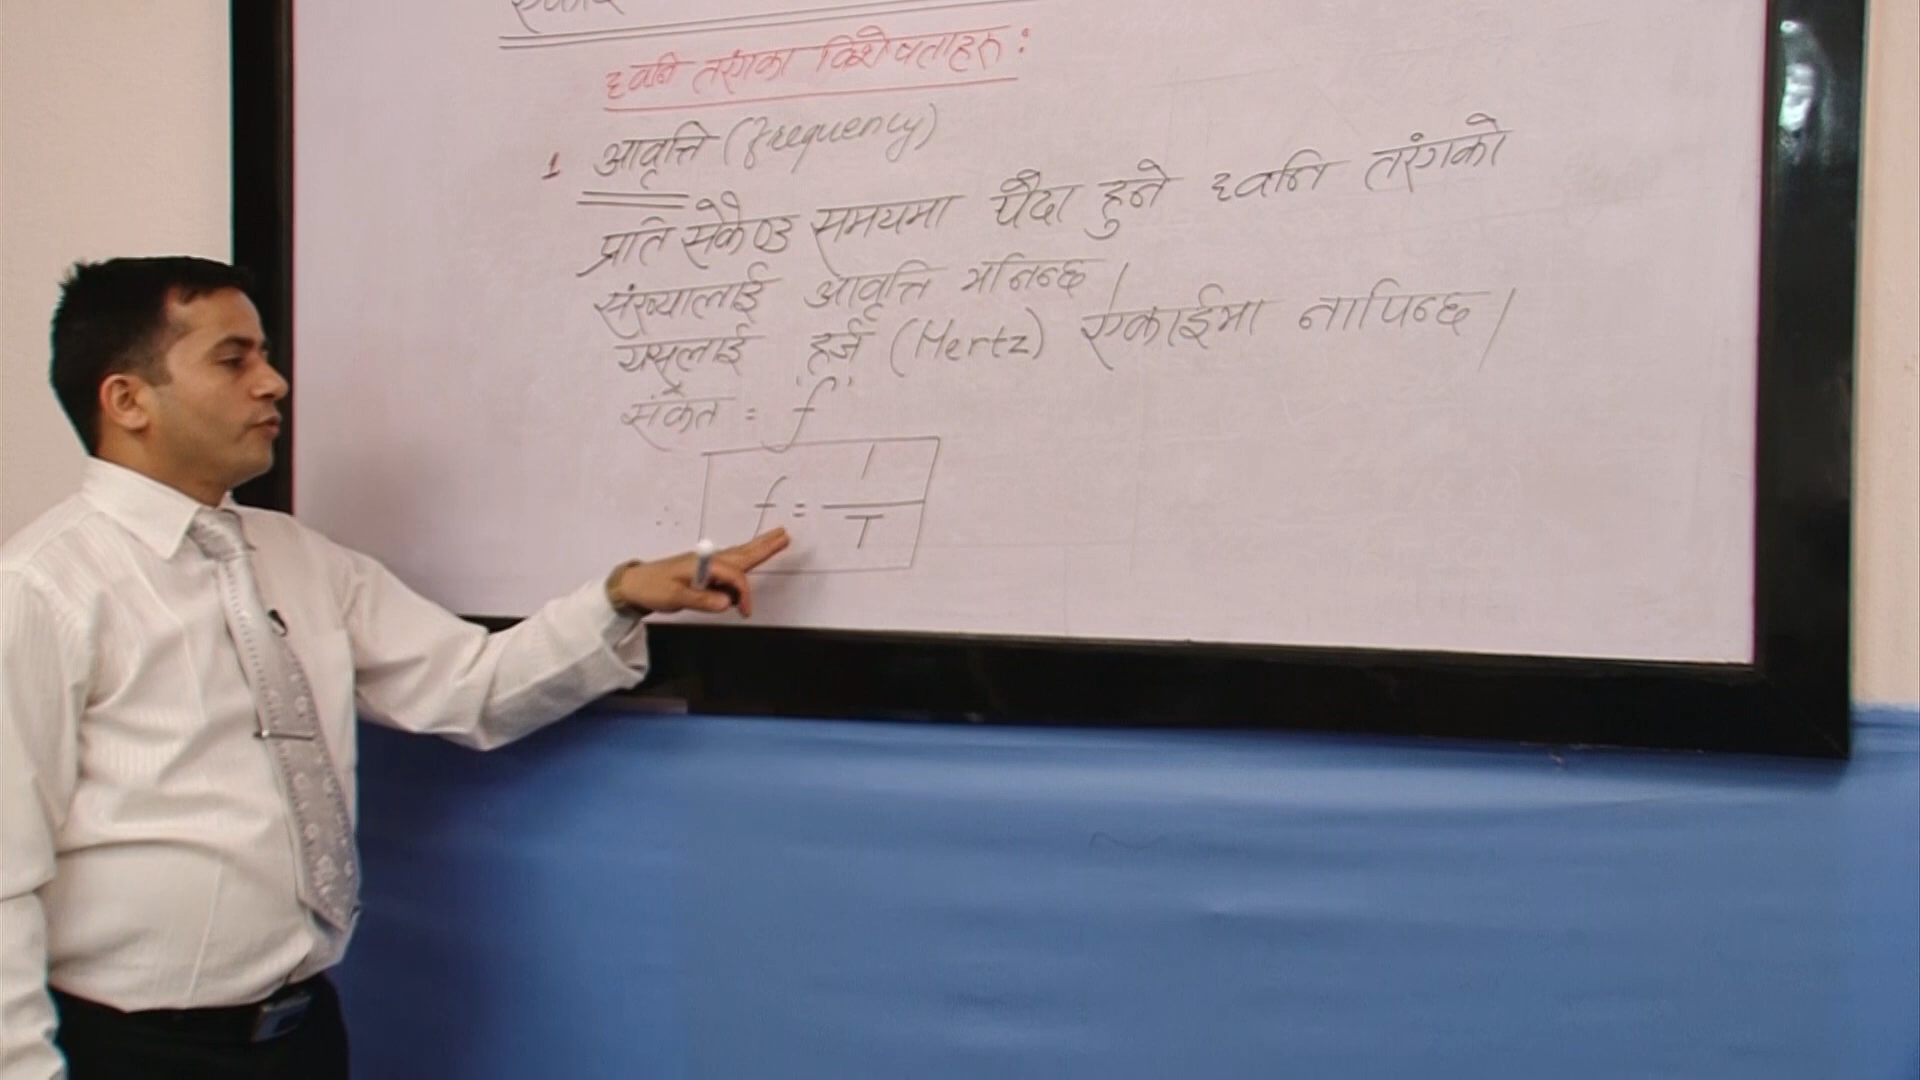 ध्वनि तरंगका विशेषताहरु :
1 आवृत्ति (frequency)
प्रति सेकेण्ड समयमा पैदा हुने ध्वनि तरंगको
संख्यालाई आवृत्ति भनिन्छ ।
यसलाई हर्ज (Hertz) एकाईमा नापिन्छ ।
संकेत = 'f'
∴ f = 1/T